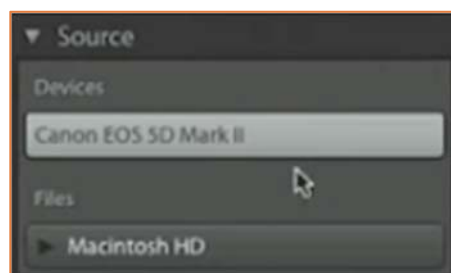 Source
Devices
Canon EOS 5D Mark II
Files
Macintosh HD